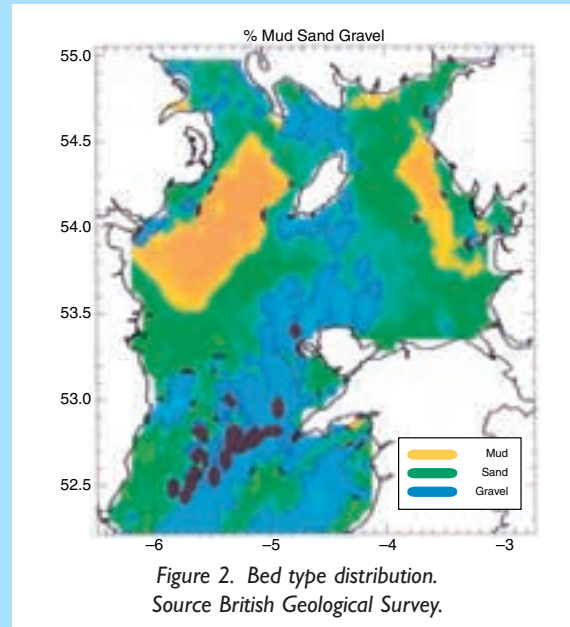 % Mud Sand Gravel
55.0
54.5
54.0
53.5
53.0
52.5
Mud
Sand
Gravel
–6 –5 –4 –3
Figure 2. Bed type distribution.
Source British Geological Survey.